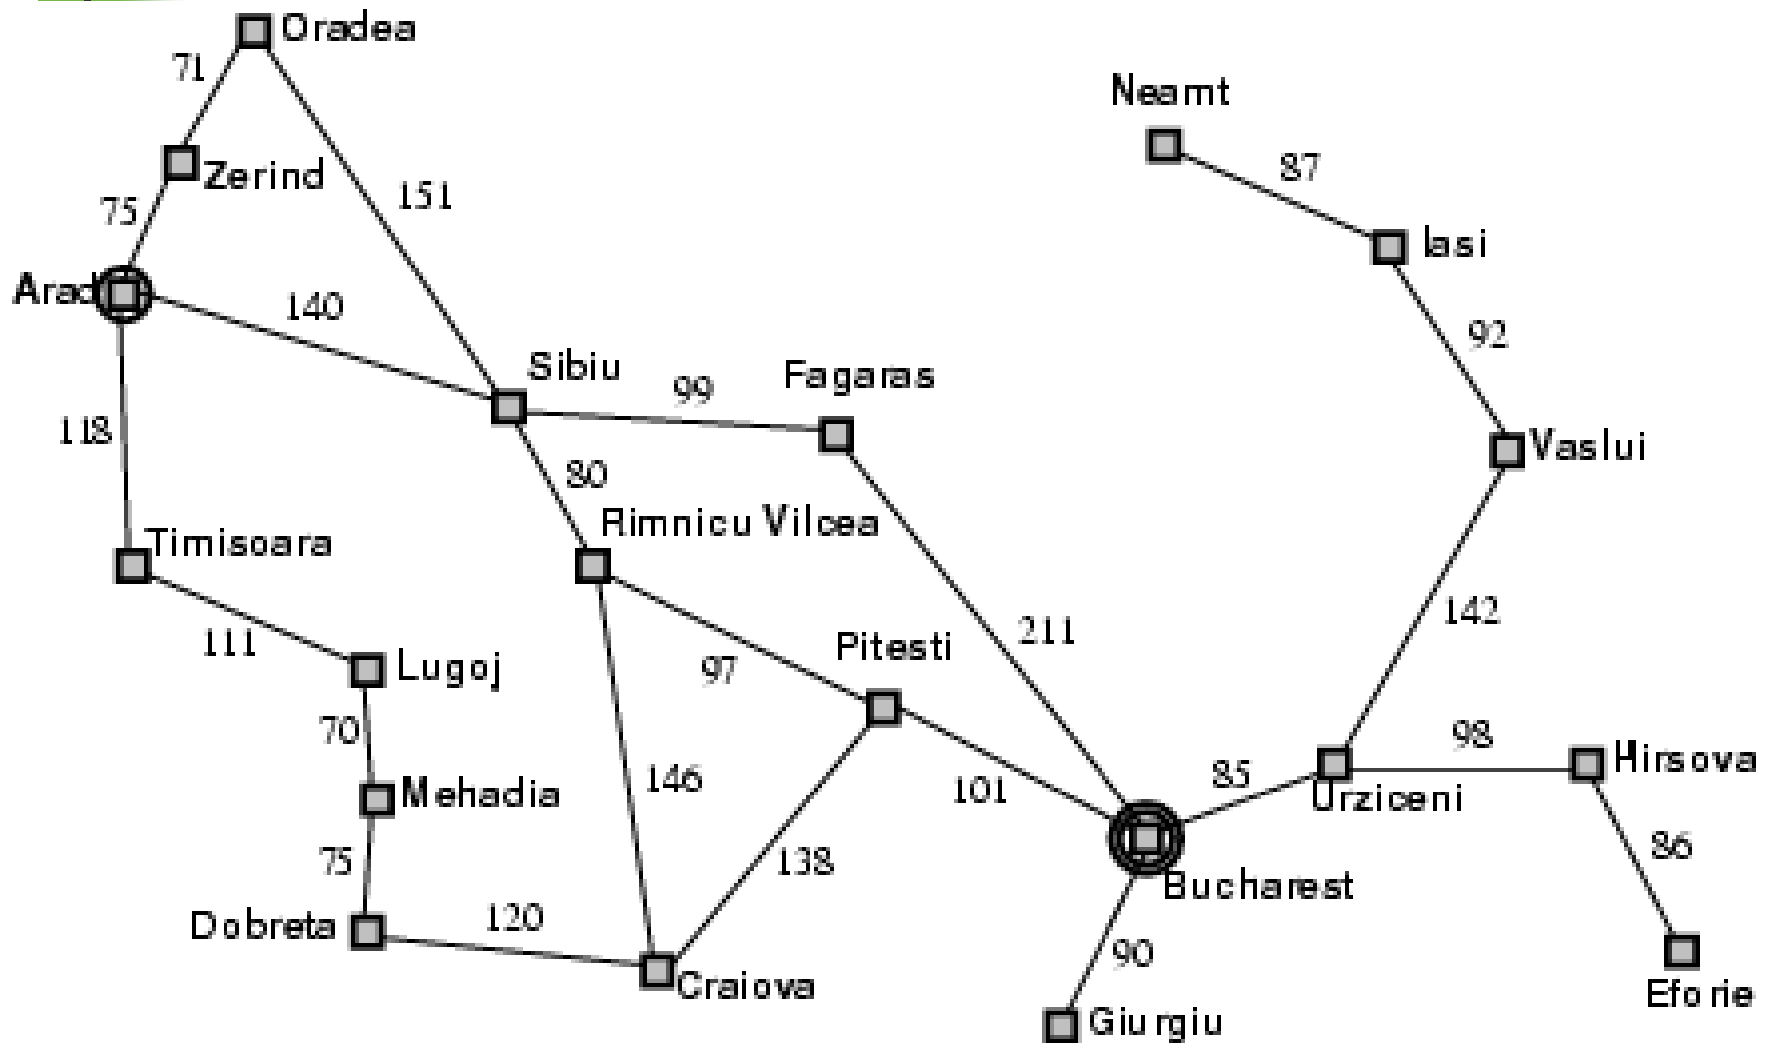 Oradea
71
Neamt
87
Zerind
151
75
Iasi
Arad
140
92
Sibiu
99
Fagaras
118
80
Vaslui
Rimnicu Vilcea
Timisoara
142
111
211
Pitesti
Lugoj
97
70
98
Hirsova
146
85
Mehadia
101
Urziceni
75
138
86
Bucharest
120
Dobreta
90
Craiova
Eforie
Giurgiu